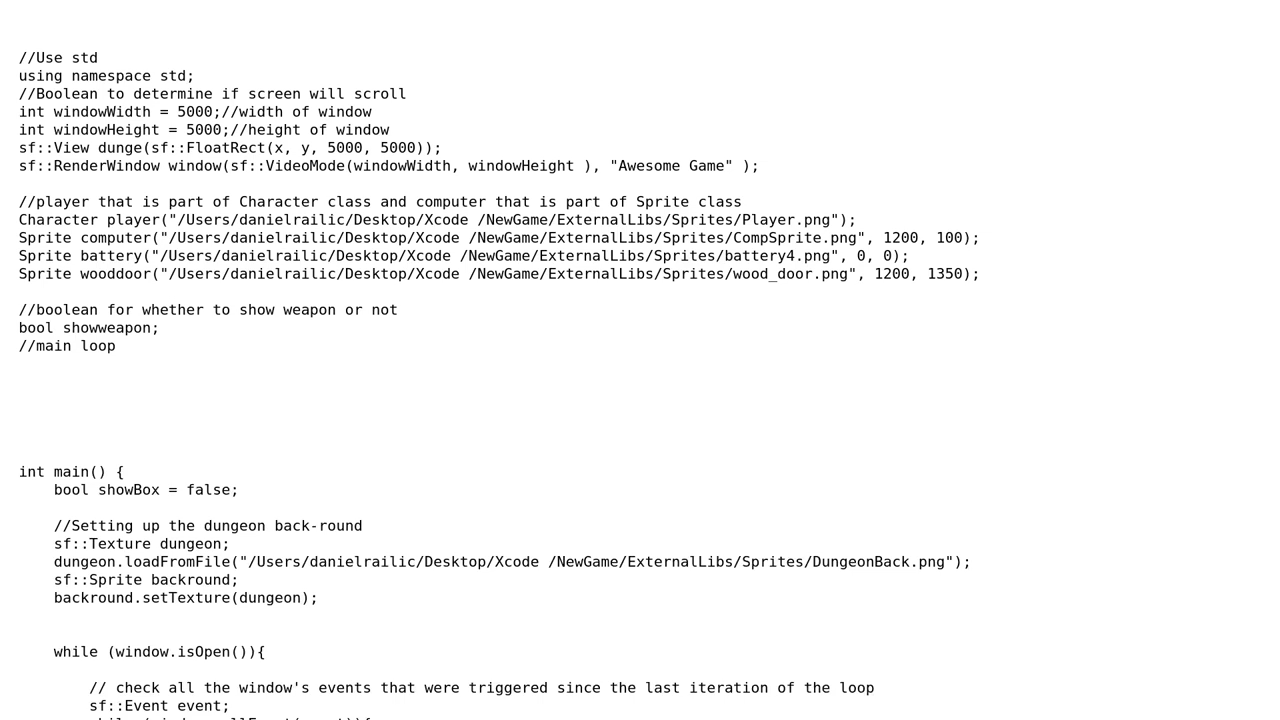 //Use std
using namespace std;
//Boolean to determine if screen will scroll
int windowWidth = 5000;//width of window
int windowHeight = 5000;//height of window
sf::View dunge(sf::FloatRect(x, y, 5000, 5000));
sf::RenderWindow window(sf::VideoMode(windowWidth, windowHeight ), "Awesome Game" );
//player that is part of Character class and computer that is part of Sprite class
Character player("/Users/danielrailic/Desktop/Xcode /NewGame/ExternalLibs/Sprites/Player.png");
Sprite computer("/Users/danielrailic/Desktop/Xcode /NewGame/ExternalLibs/Sprites/CompSprite.png", 1200, 100);
Sprite battery("/Users/danielrailic/Desktop/Xcode /NewGame/ExternalLibs/Sprites/battery4.png", 0, 0);
Sprite wooddoor("/Users/danielrailic/Desktop/Xcode /NewGame/ExternalLibs/Sprites/wood_door.png", 1200, 1350);
//boolean for whether to show weapon or not
bool showweapon;
//main loop
int main() {
    bool showBox = false;
    //Setting up the dungeon back-round
    sf::Texture dungeon;
    dungeon.loadFromFile("/Users/danielrailic/Desktop/Xcode /NewGame/ExternalLibs/Sprites/DungeonBack.png");
    sf::Sprite backround;
    backround.setTexture(dungeon);
    while (window.isOpen()){
        // check all the window's events that were triggered since the last iteration of the loop
        sf::Event event;